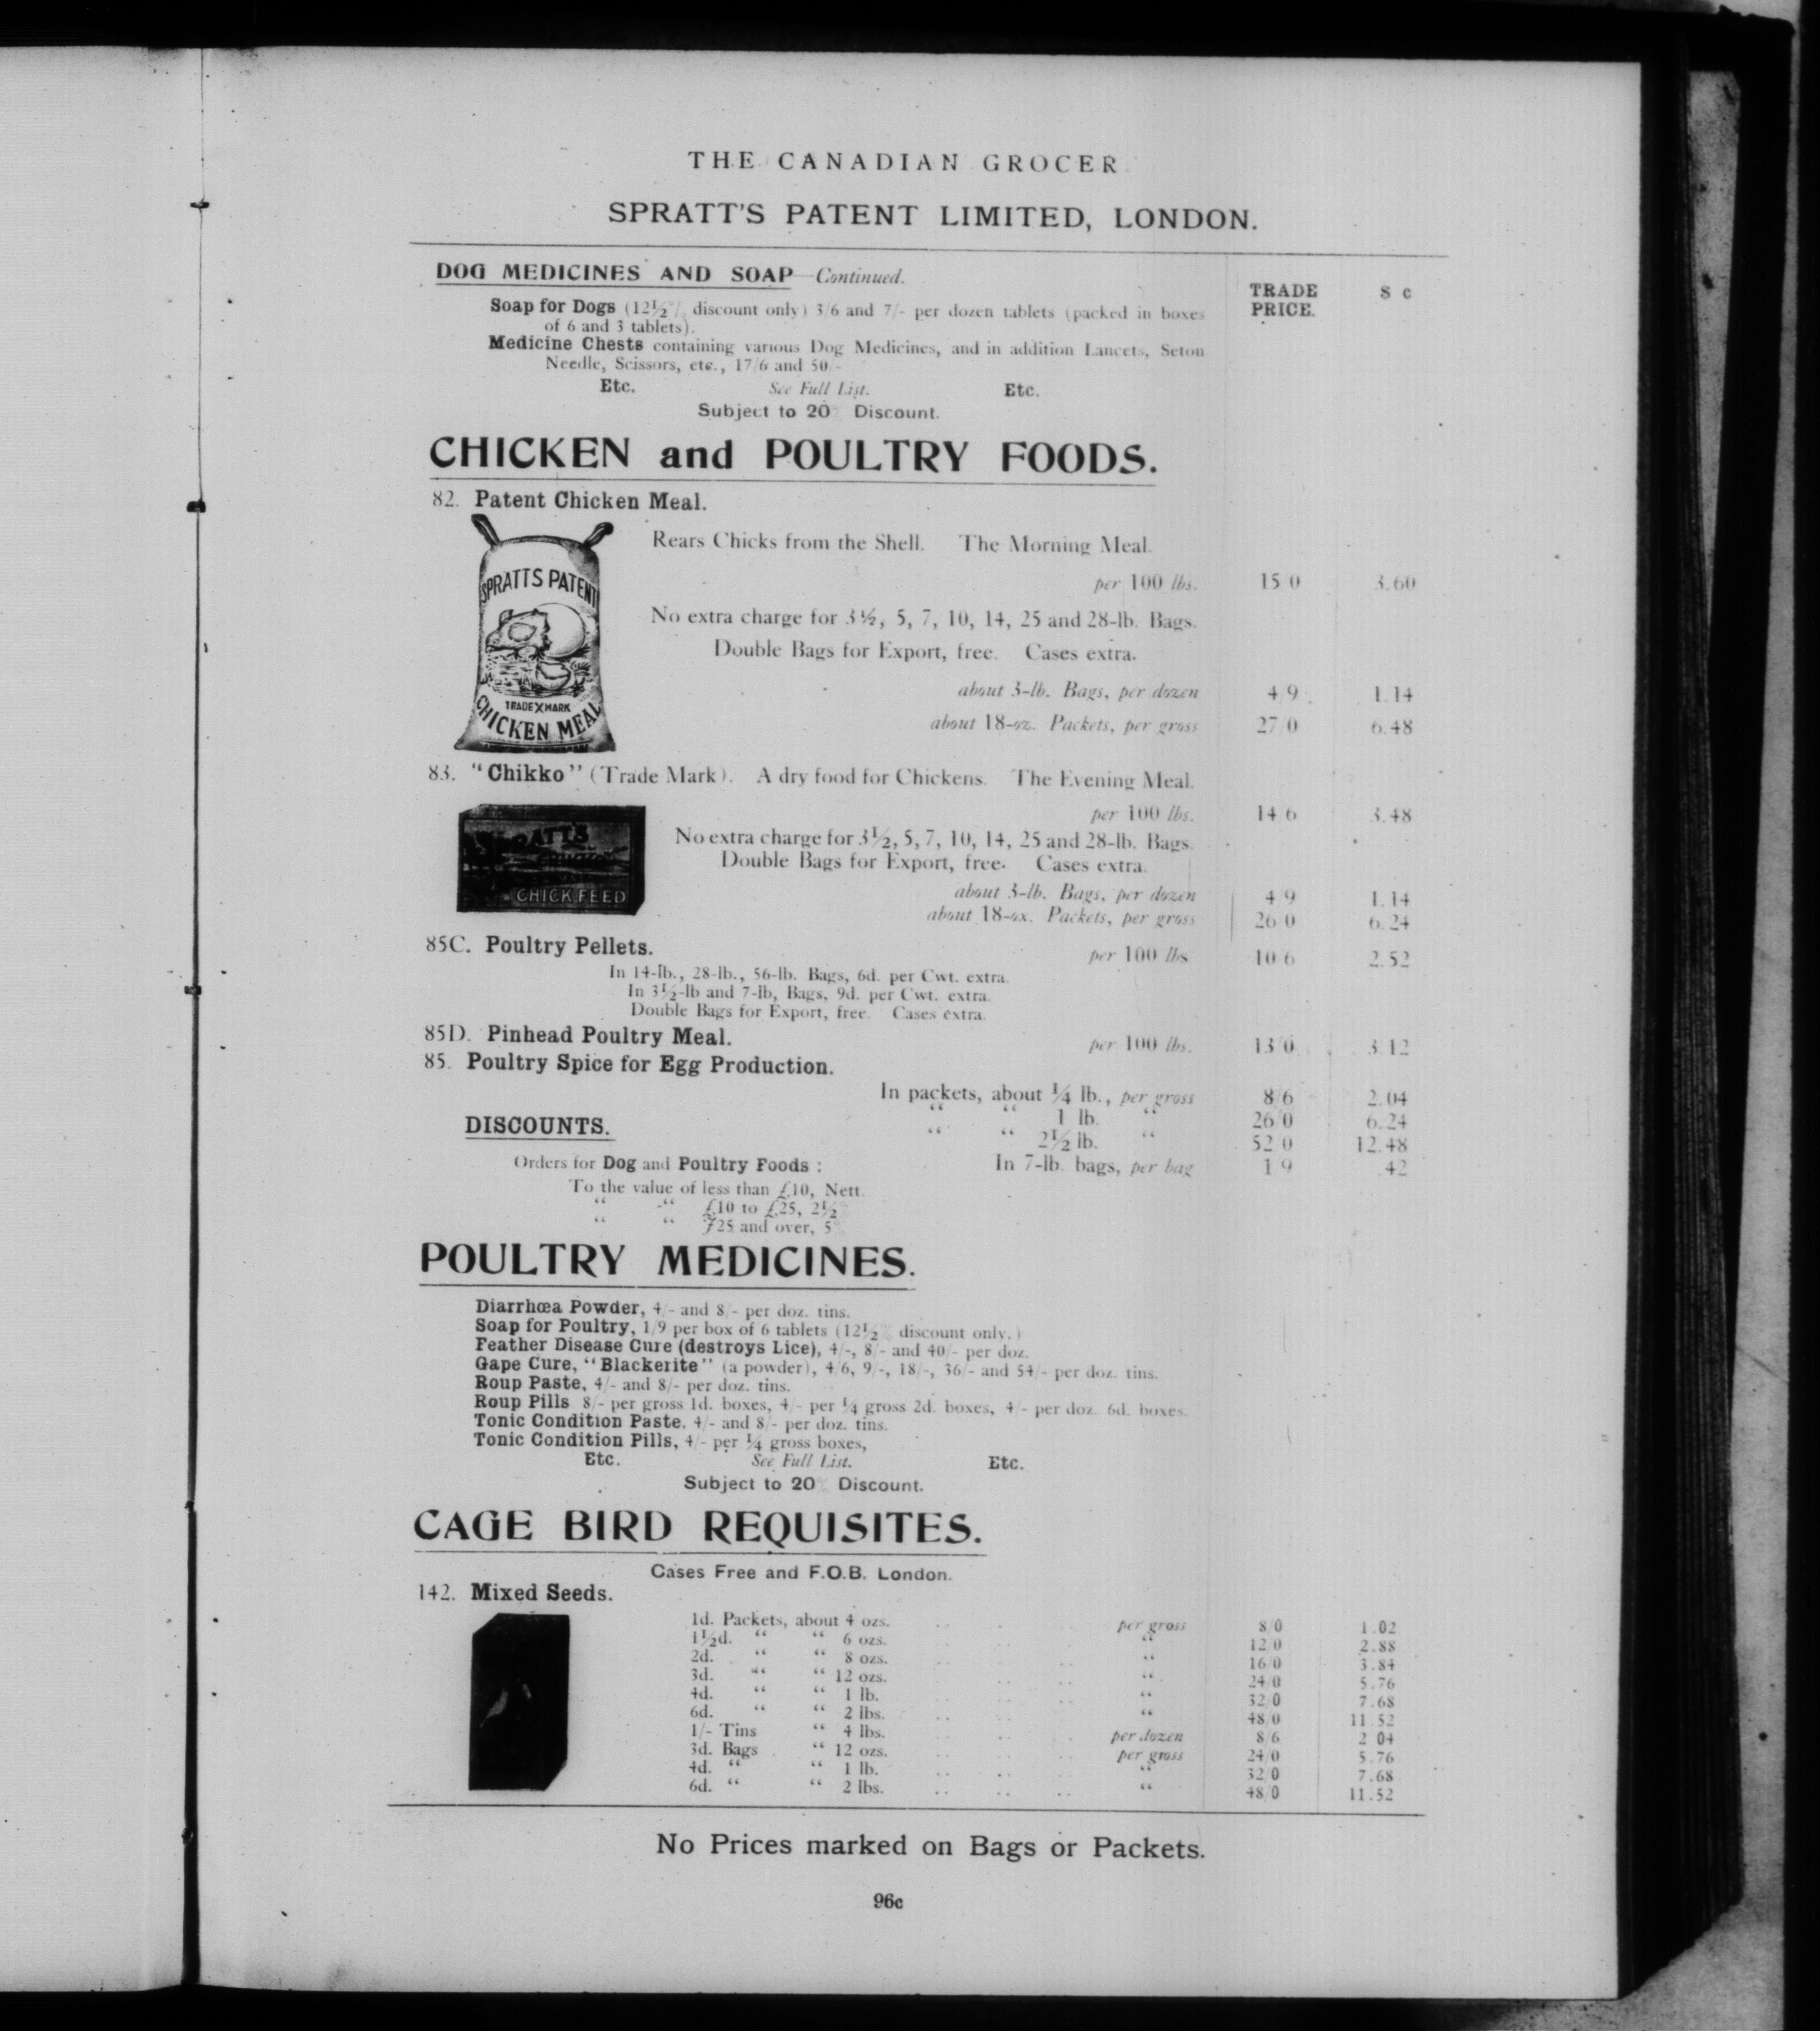 THE CANADIAN GROCER
SPRATT'S PATENT LIMITED, LONDON.
DOG MEDICINES AND SOAP—Continued.
TRADE PRICE.
$ c
Soap for Dogs (12½% discount only) 3/6 and 7/- per dozen tablets (packed in boxes
of 6 and 3 tablets).
Medicine Chests containing various Dog Medicines, and in addition Lancets, Seton
Needle, Scissors, etc., 17/6 and 50/-
Etc. See Full List. Etc.
Subject to 20% Discount.
CHICKEN and POULTRY FOODS.
82. Patent Chicken Meal.
SPRATTS PATENT
TRADE X MARK
CHICKEN MEAL
Rears Chicks from the Shell. The Morning Meal.
per 100 lbs. 15/0 3.60
No extra charge for 3½, 5, 7, 10, 14, 25 and 28-lb. Bags.
Double Bags for Export, free. Cases extra.
about 3-lb. Bags, per dozen 4/9 1.14
about 18-oz. Packets, per gross 27/0 6.48
83. "Chikko" (Trade Mark). A dry food for Chickens. The Evening Meal.
per 100 lbs. 14/6 3.48
SPRATT'S
CHICK FEED
No extra charge for 3½, 5, 7, 10, 14, 25 and 28-lb. Bags.
Double Bags for Export, free. Cases extra.
about 3-lb. Bags, per dozen 4/9 1.14
about 18-ox. Packets, per gross 26/0 6.24
85C. Poultry Pellets. per 100 lbs 10/6 2.52
In 14-lb., 28-lb., 56-lb. Bags, 6d. per Cwt. extra.
In 3½-lb and 7-lb, Bags, 9d. per Cwt. extra.
Double Bags for Export, free. Cases extra.
85D. Pinhead Poultry Meal. per 100 lbs. 13/0 3.12
85. Poultry Spice for Egg Production.
In packets, about ¼ lb., per gross 8/6 2.04
“ “ 1 lb. “ 26/0 6.24
“ “ 2½ lb. “ 52/0 12.48
In 7-lb. bags, per bag 1/9 .42
DISCOUNTS.
Orders for Dog and Poultry Foods :
To the value of less than £10, Nett.
“ “ £10 to £25, 2½%
“ “ £25 and over, 5%
POULTRY MEDICINES.
Diarrhœa Powder, 4/- and 8/- per doz. tins.
Soap for Poultry, 1/9 per box of 6 tablets (12½% discount only.)
Feather Disease Cure (destroys Lice), 4/-, 8/- and 40/- per doz.
Gape Cure, "Blackerite" (a powder), 4/6, 9/-, 18/-, 36/- and 54/- per doz. tins.
Roup Paste, 4/- and 8/- per doz. tins.
Roup Pills 8/- per gross 1d. boxes, 4/- per ¼ gross 2d. boxes, 4/- per doz. 6d. boxes.
Tonic Condition Paste. 4/- and 8/- per doz. tins.
Tonic Condition Pills, 4/- per ¼ gross boxes,
Etc. See Full List. Etc.
Subject to 20% Discount.
CAGE BIRD REQUISITES.
Cases Free and F.O.B. London.
142. Mixed Seeds.
1d. Packets, about 4 ozs. .. .. per gross 8/0 1.02
1½d. “ “ 6 ozs. “ 12/0 2.88
2d. “ “ 8 ozs. .. .. “ 16/0 3.84
3d. “ “ 12 ozs. .. .. .. “ 24/0 5.76
4d. “ “ 1 lb. .. .. .. “ 32/0 7.68
6d. “ “ 2 lbs. .. .. .. “ 48/0 11.52
1/- Tins “ 4 lbs. .. .. .. per dozen 8/6 2 04
3d. Bags “ 12 ozs. .. .. .. per gross 24/0 5.76
4d. “ “ 1 lb. .. .. .. “ 32/0 7.68
6d. “ “ 2 lbs. .. .. .. “ 48/0 11.52
No Prices marked on Bags or Packets.
96c